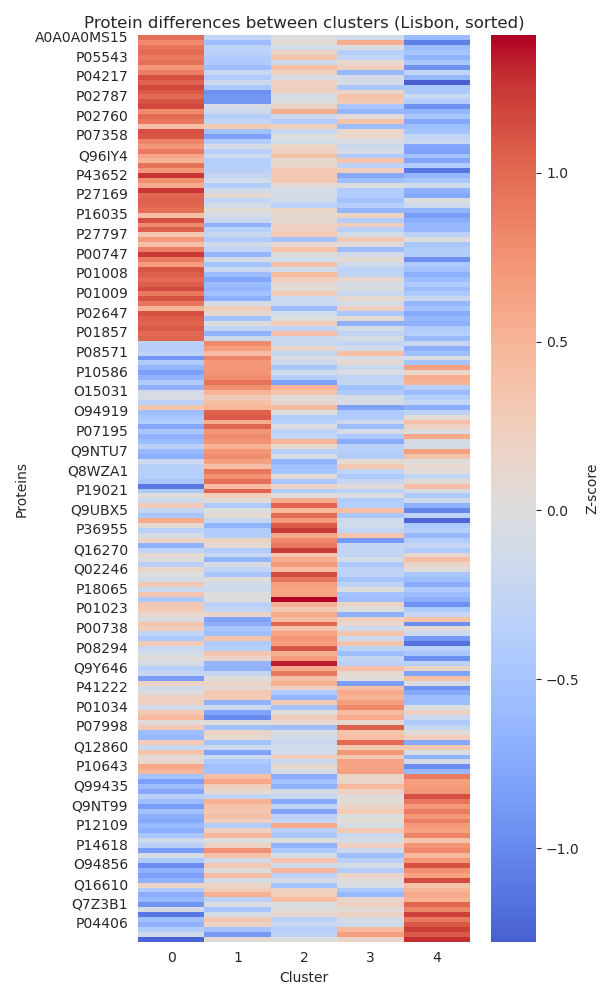 Protein differences between clusters (Lisbon, sorted)
A0A0A0MS15
P05543
P04217
P02787
P02760
P07358
Q96IY4
P43652
P27169
P16035
P27797
P00747
P01008
P01009
P02647
P01857
P08571
P10586
O15031
O94919
P07195
Q9NTU7
Q8WZA1
P19021
Q9UBX5
P36955
Q16270
Q02246
P18065
P01023
P00738
P08294
Q9Y646
P41222
P01034
P07998
Q12860
P10643
Q99435
Q9NT99
P12109
P14618
O94856
Q16610
Q7Z3B1
P04406
Proteins
0 1 2 3 4
Cluster
1.0
0.5
0.0
−0.5
−1.0
Z-score